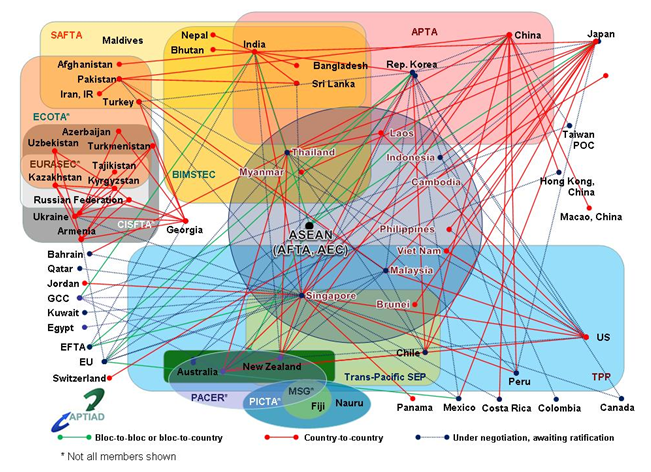 SAFTA
Maldives
Nepal
Bhutan
India
APTA
China
Japan
Afghanistan
Pakistan
Iran, IR
Turkey
Bangladesh
Sri Lanka
Rep. Korea
ECOTA*
Azerbaijan
Uzbekistan
Turkmenistan
EURASEC*
Tajikistan
Kazakhstan
Kyrgyzstan
Russian Federation
Ukraine
CISFTA
Armenia
Georgia
BIMSTEC
Thailand
Myanmar
Laos
Indonesia
Cambodia
Taiwan
POC
Hong Kong,
China
Macao, China
ASEAN
(AFTA, AEC)
Philippines
Viet Nam
Malaysia
Singapore
Brunei
Bahrain
Qatar
Jordan
GCC
Kuwait
Egypt
EFTA
EU
Switzerland
US
Chile
Australia
New Zealand
Trans-Pacific SEP
Peru
TPP
PACER*
PICTA*
MSG*
Fiji
Nauru
Panama
Mexico
Costa Rica
Colombia
Canada
APTIAD
Bloc-to-bloc or bloc-to-country
Country-to-country
Under negotiation, awaiting ratification
* Not all members shown